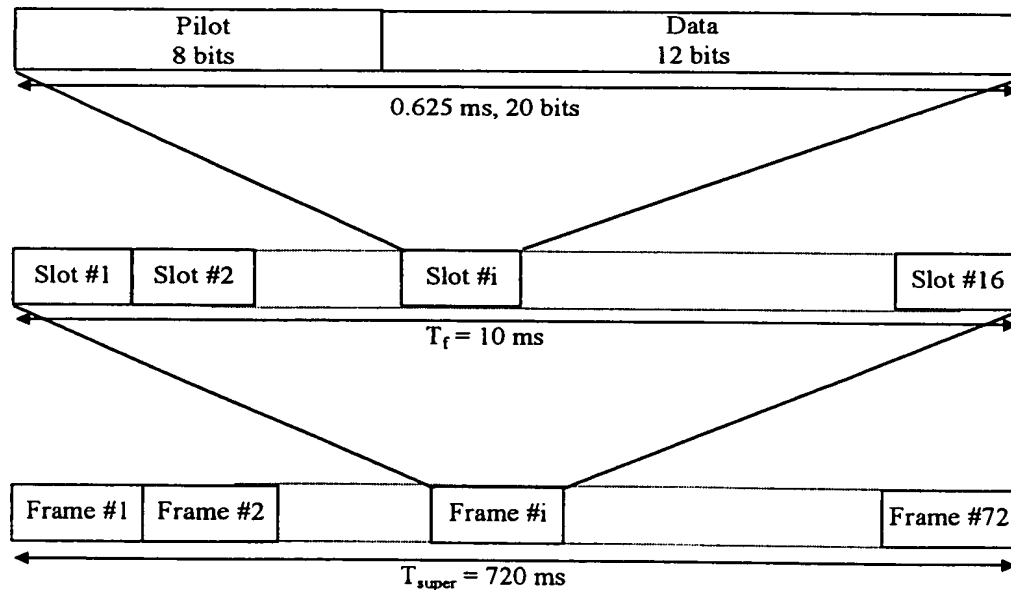 Pilot
8 bits
Data
12 bits
0.625 ms, 20 bits
Slot #1 Slot #2 Slot #i Slot #16
T_f = 10 ms
Frame #1 Frame #2 Frame #i Frame #72
T_super = 720 ms